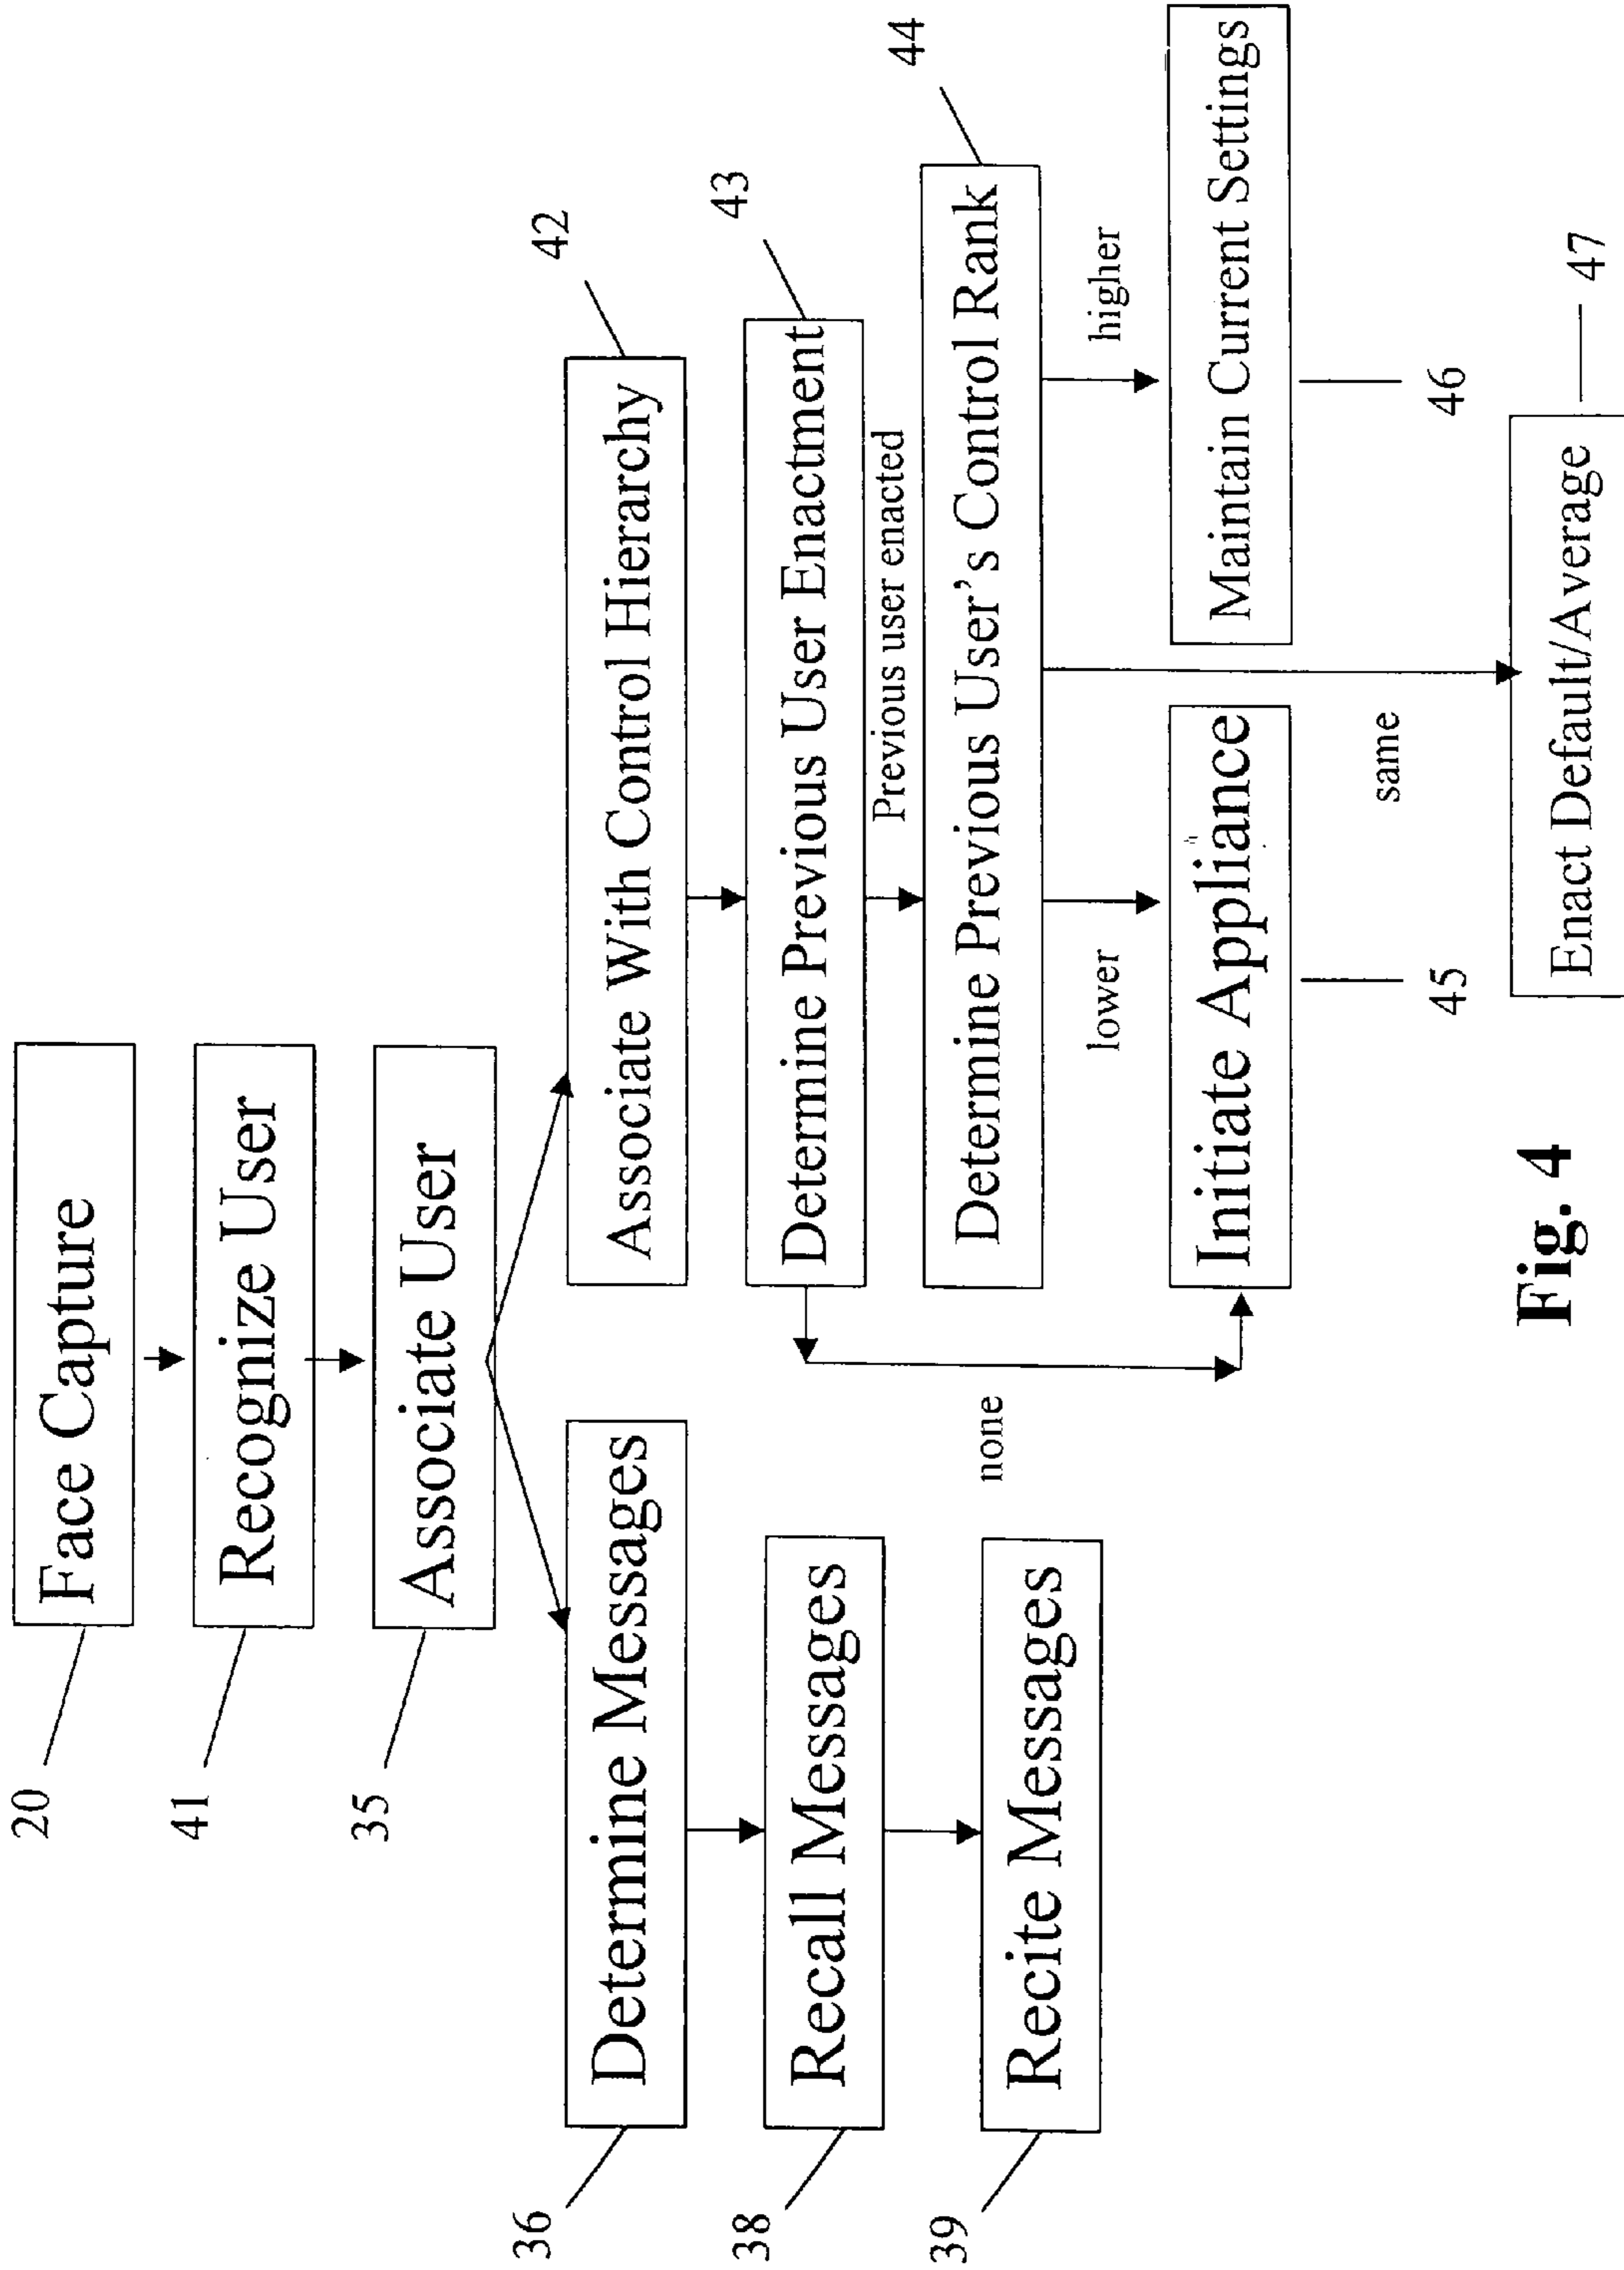 20
Face Capture
41
Recognize User
35
Associate User
36
Determine Messages
Associate With Control Hierarchy
42
38
Recall Messages
Determine Previous User Enactment
43
Previous user enacted
39
Recite Messages
none
Determine Previous User's Control Rank
44
lower
higher
Initiate Appliance
Maintain Current Settings
45
same
46
Enact Default/Average
47
Fig. 4